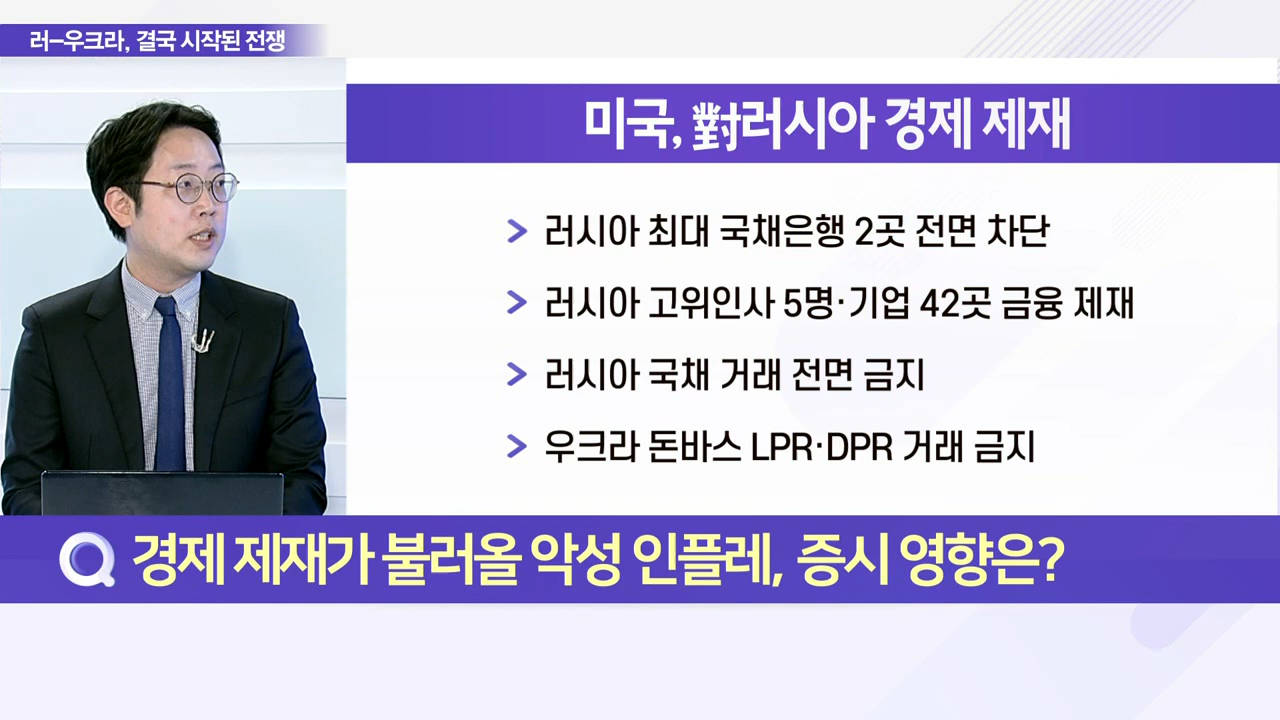 러-우크라, 결국 시작된 전쟁
미국, 對러시아 경제 제재
> 러시아 최대 국채은행 2곳 전면 차단
> 러시아 고위인사 5명·기업 42곳 금융 제재
> 러시아 국채 거래 전면 금지
> 우크라 돈바스 LPR·DPR 거래 금지
Q 경제 제재가 불러올 악성 인플레, 증시 영향은?